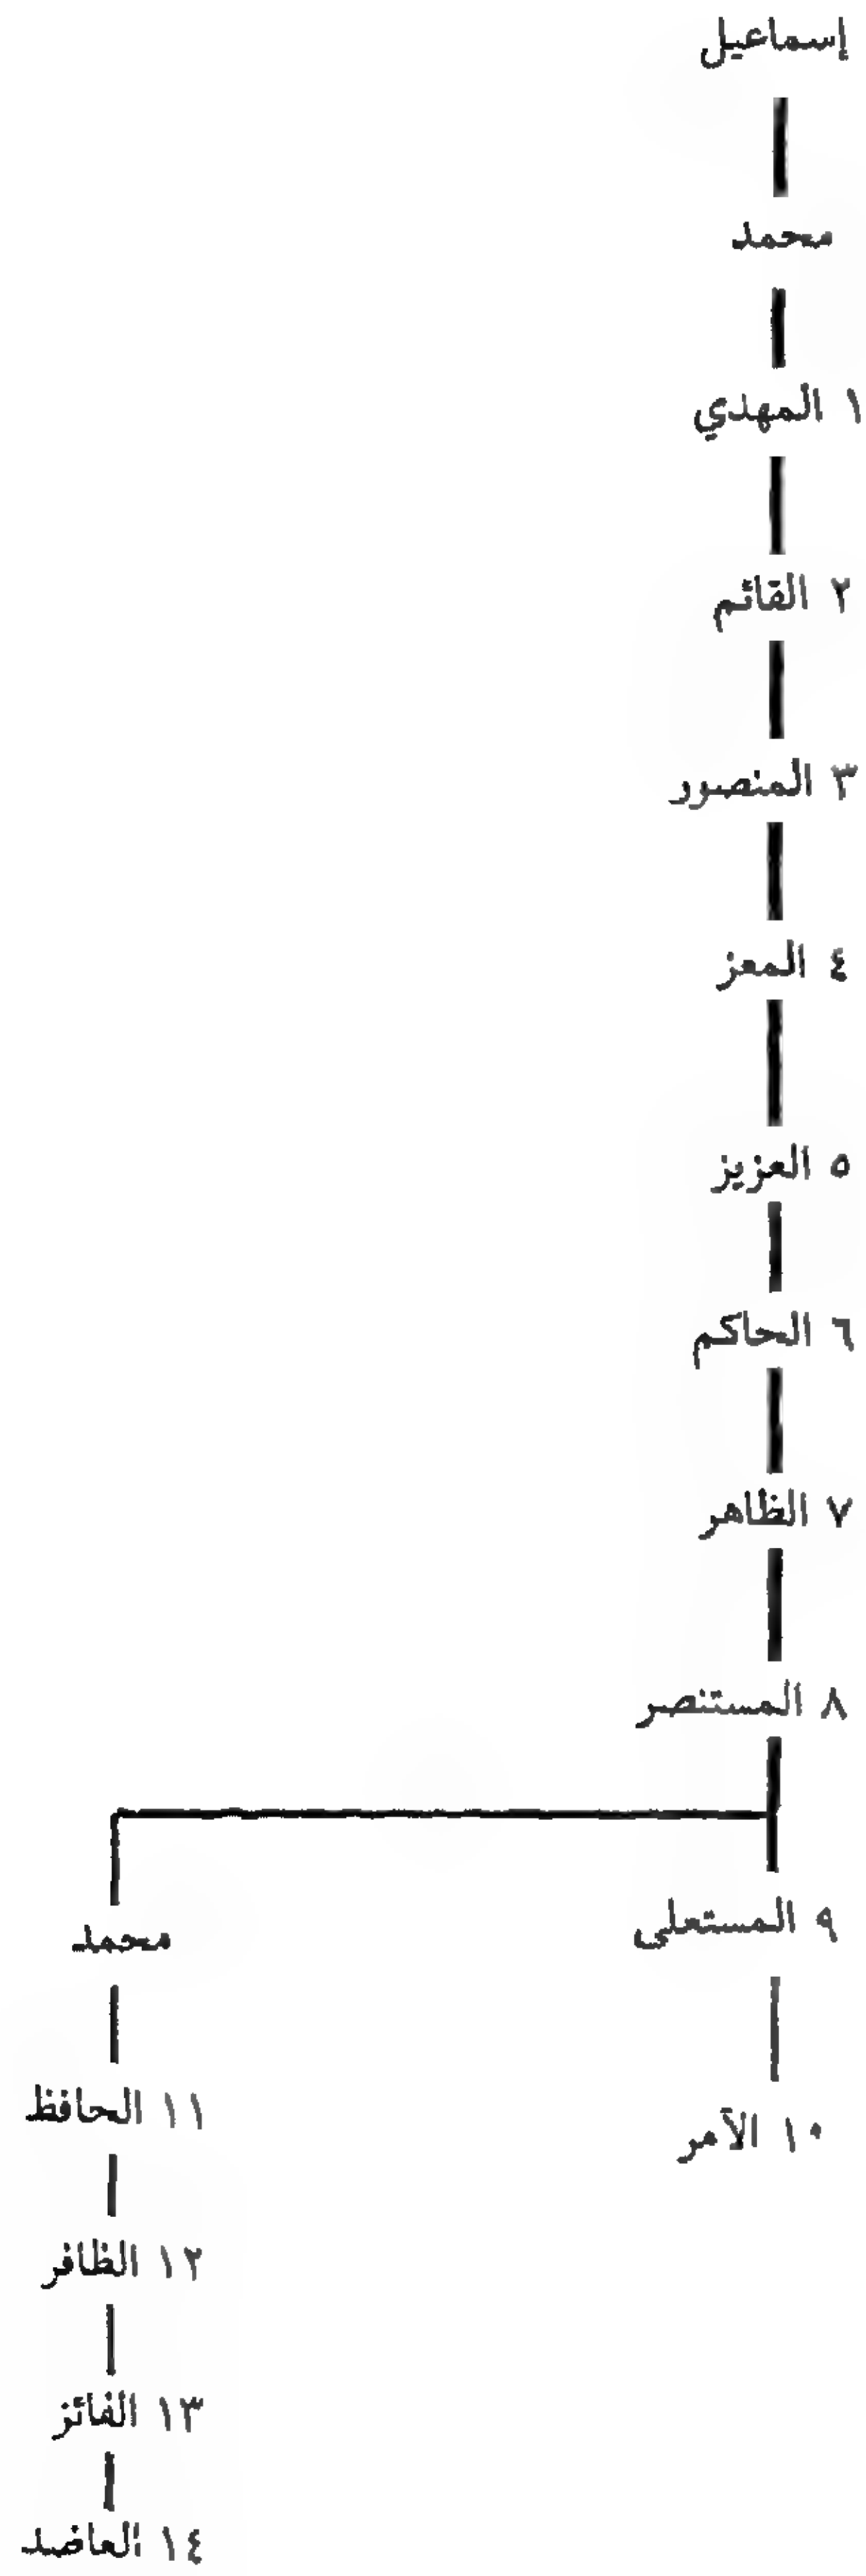 إسماعيل
محمد
١ المهدي
٢ القائم
٣ المنصور
٤ المعز
٥ العزيز
٦ الحاكم
٧ الظاهر
٨ المستنصر
٩ المستعلى
محمد
١٠ الآمر
١١ الحافظ
١٢ الظافر
١٣ الفائز
١٤ العاضد